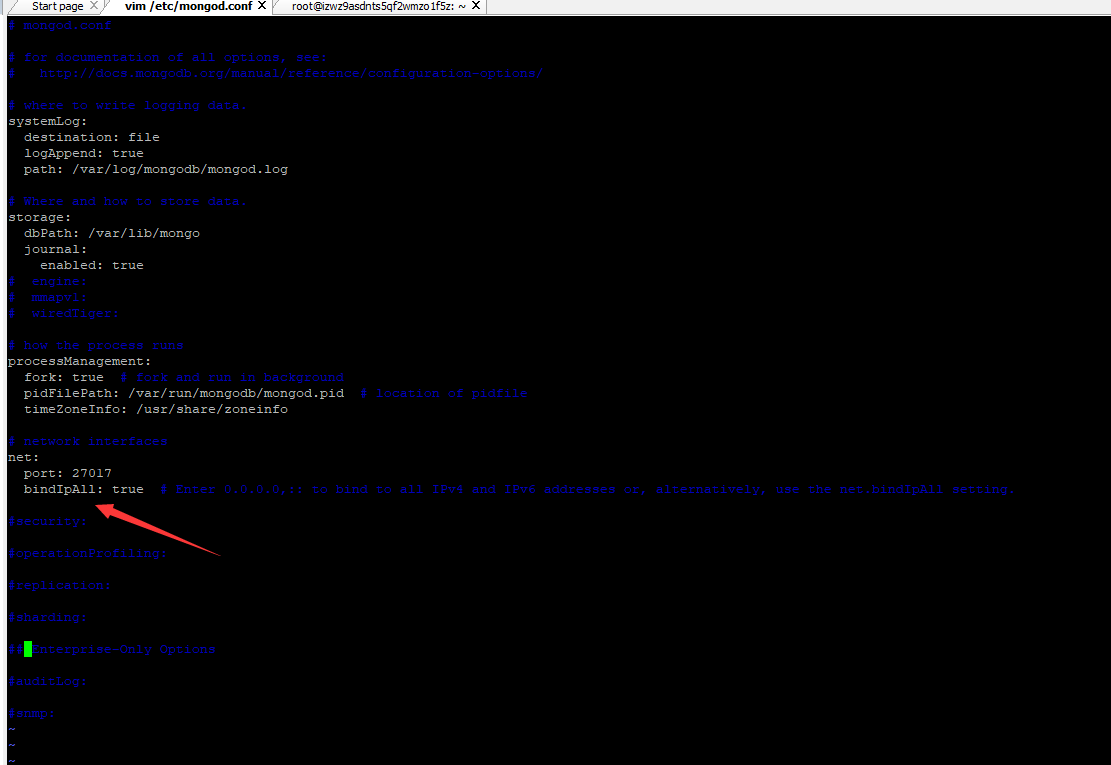 Start page
vim /etc/mongod.conf
root@izwz9asdnts5qf2wmzo1f5z: ~
# mongod.conf
# for documentation of all options, see:
#   http://docs.mongodb.org/manual/reference/configuration-options/
# where to write logging data.
systemLog:
  destination: file
  logAppend: true
  path: /var/log/mongodb/mongod.log
# Where and how to store data.
storage:
  dbPath: /var/lib/mongo
  journal:
    enabled: true
#  engine:
#  mmapv1:
#  wiredTiger:
# how the process runs
processManagement:
  fork: true  # fork and run in background
  pidFilePath: /var/run/mongodb/mongod.pid  # location of pidfile
  timeZoneInfo: /usr/share/zoneinfo
# network interfaces
net:
  port: 27017
  bindIpAll: true  # Enter 0.0.0.0,:: to bind to all IPv4 and IPv6 addresses or, alternatively, use the net.bindIpAll setting.
#security:
#operationProfiling:
#replication:
#sharding:
## Enterprise-Only Options
#auditLog:
#snmp:
~
~
~